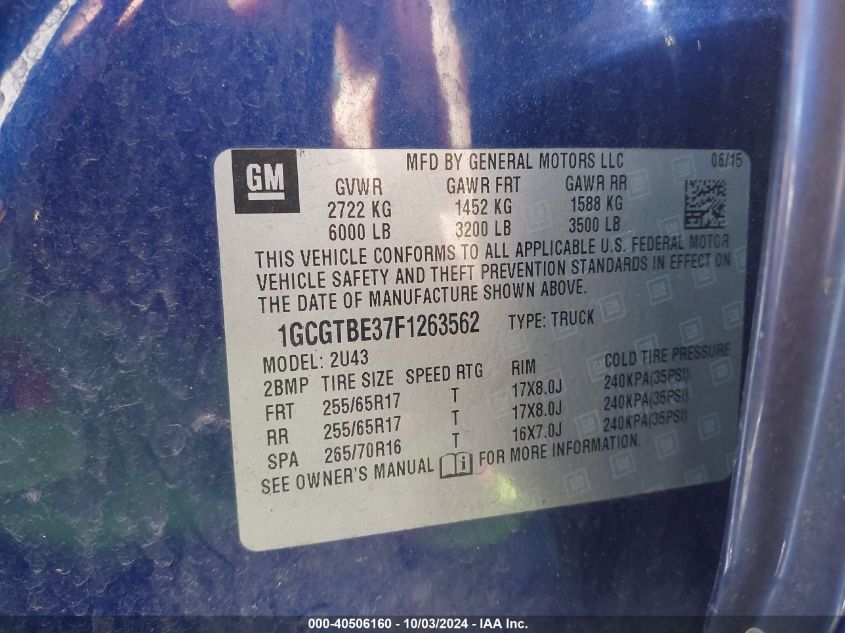 GM
MFD BY GENERAL MOTORS LLC 08/15
GVWR GAWR FRT GAWR RR
2722 KG 1452 KG 1588 KG
6000 LB 3200 LB 3500 LB
THIS VEHICLE CONFORMS TO ALL APPLICABLE U.S. FEDERAL MOTOR
VEHICLE SAFETY AND THEFT PREVENTION STANDARDS IN EFFECT ON
THE DATE OF MANUFACTURE SHOWN ABOVE.
1GCGTBE37F1263562 TYPE: TRUCK
MODEL: 2U43
2BMP TIRE SIZE SPEED RTG RIM COLD TIRE PRESSURE
FRT 255/65R17 T 17X8.0J 240KPA(35PSI)
RR 255/65R17 T 17X8.0J 240KPA(35PSI)
SPA 265/70R16 T 16X7.0J 240KPA(35PSI)
SEE OWNER'S MANUAL FOR MORE INFORMATION.
000-40506160 - 10/03/2024 - IAA Inc.